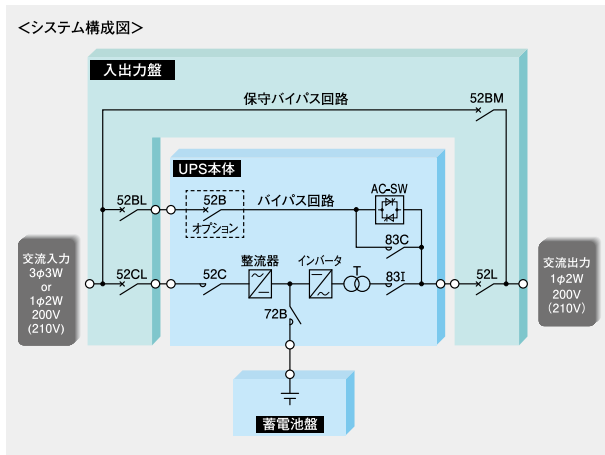 ＜システム構成図＞
入出力盤
保守バイパス回路
52BM
UPS本体
AC-SW
52BL
52B
バイパス回路
オプション
83C
交流入力
3φ3W
or
1φ2W
200V
(210V)
52CL
52C
整流器
インバータ
T
83I
52L
交流出力
1φ2W
200V
(210V)
72B
蓄電池盤